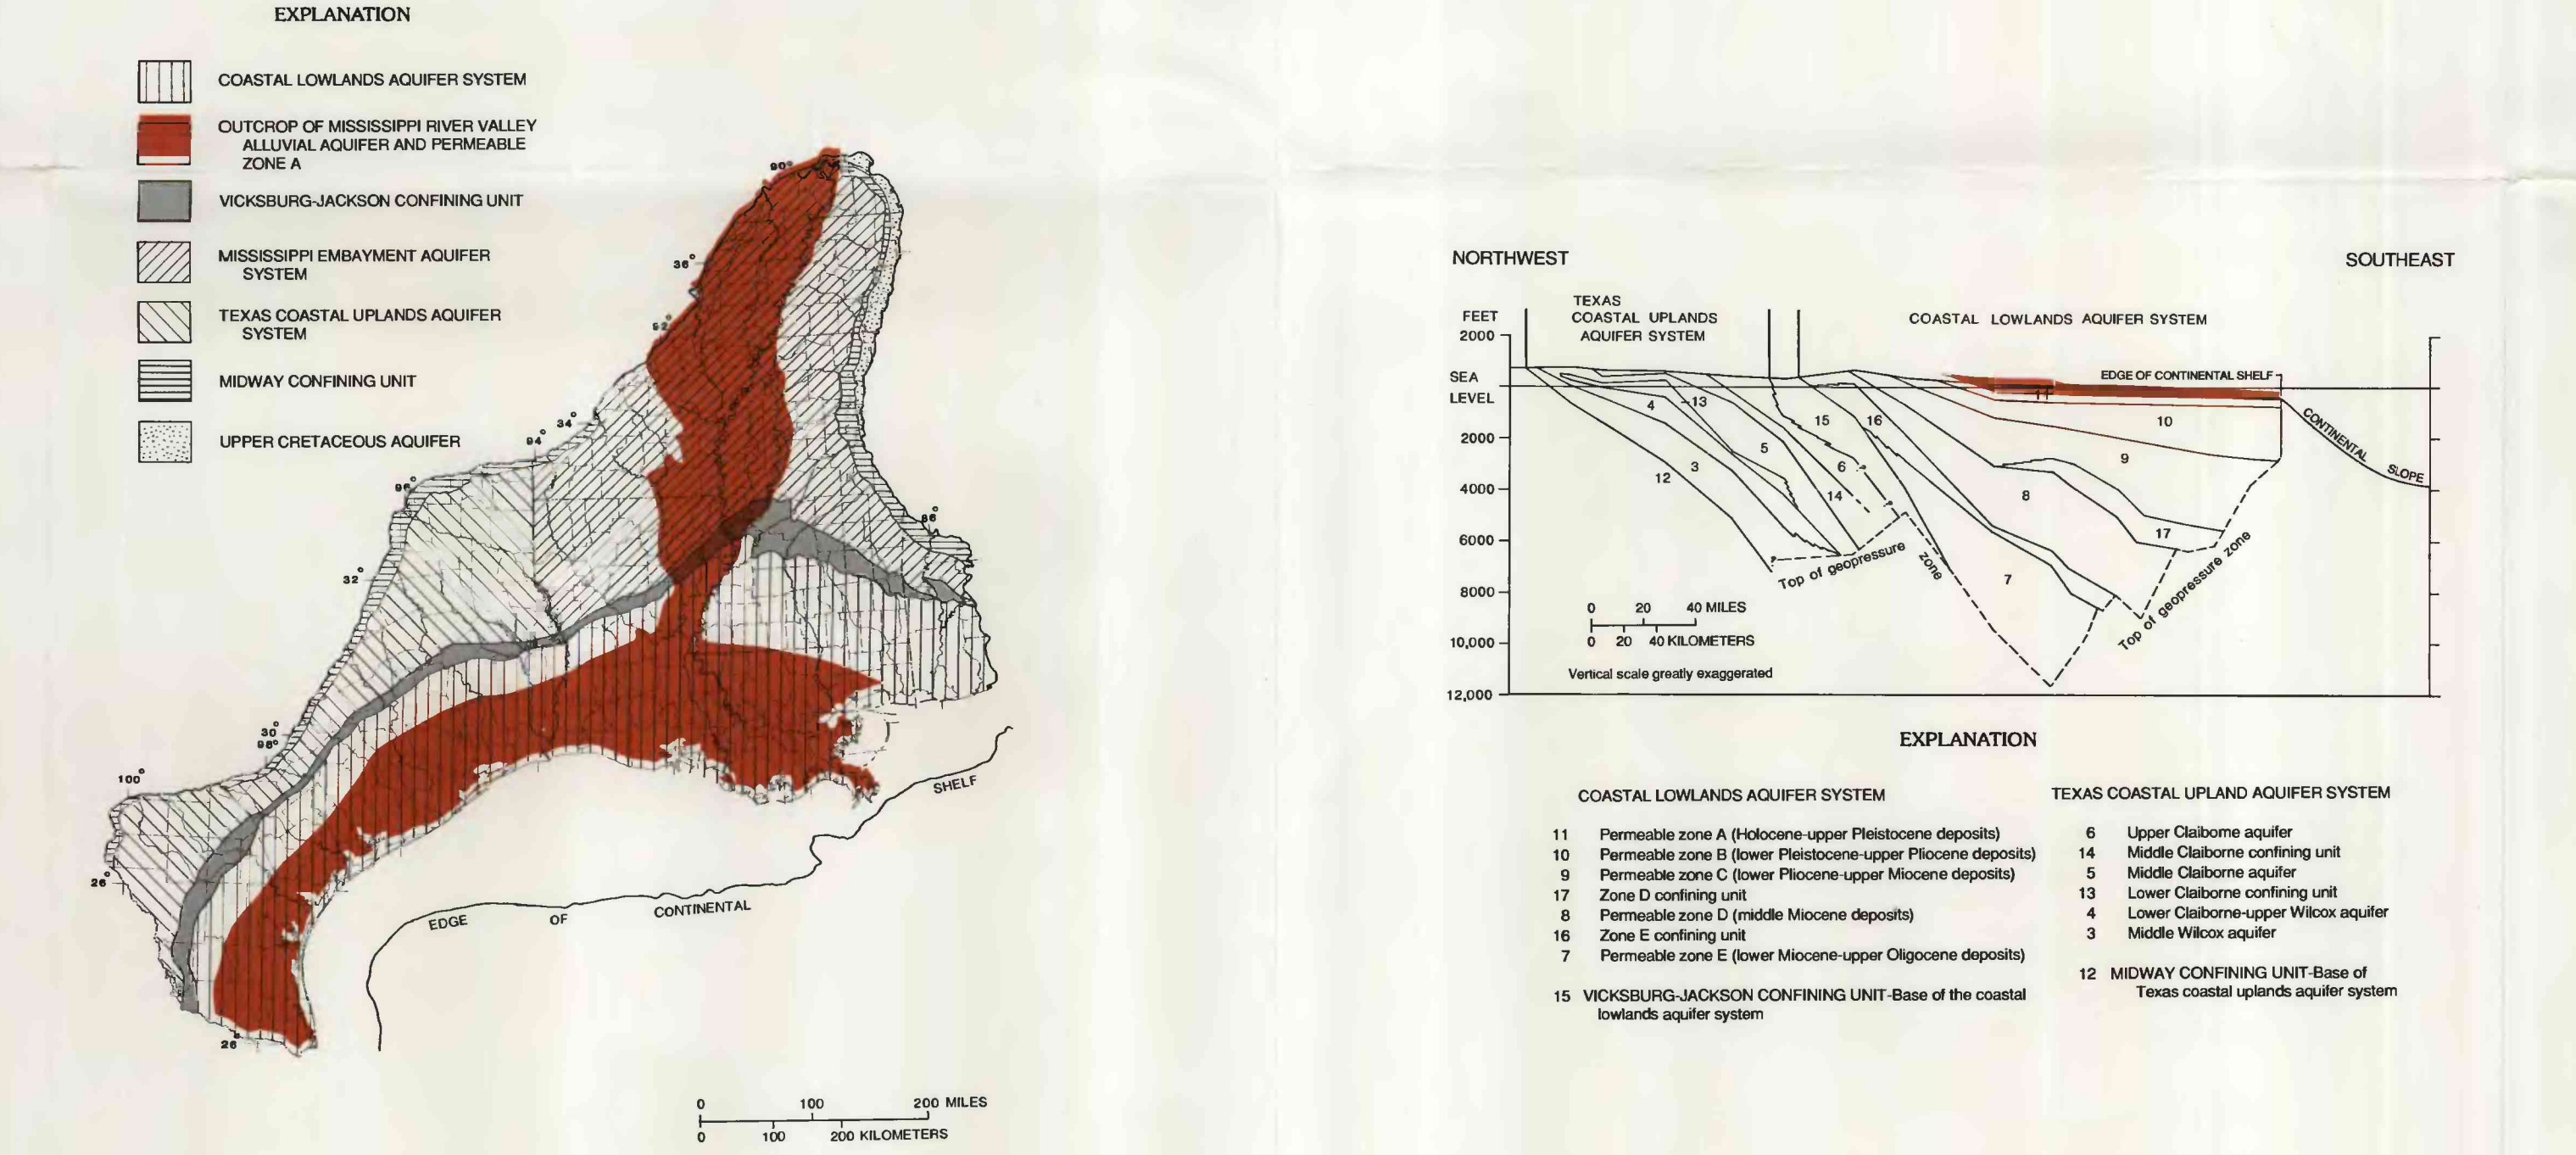 EXPLANATION
COASTAL LOWLANDS AQUIFER SYSTEM
OUTCROP OF MISSISSIPPI RIVER VALLEY
ALLUVIAL AQUIFER AND PERMEABLE
ZONE A
VICKSBURG-JACKSON CONFINING UNIT
MISSISSIPPI EMBAYMENT AQUIFER
SYSTEM
TEXAS COASTAL UPLANDS AQUIFER
SYSTEM
MIDWAY CONFINING UNIT
UPPER CRETACEOUS AQUIFER
90°
36°
92°
34°
94°
96°
86°
32°
30
98°
100°
26°
26°
EDGE OF CONTINENTAL SHELF
0 100 200 MILES
0 100 200 KILOMETERS
NORTHWEST
SOUTHEAST
FEET
2000
SEA
LEVEL
2000
4000
6000
8000
10,000
12,000
TEXAS
COASTAL UPLANDS
AQUIFER SYSTEM
COASTAL LOWLANDS AQUIFER SYSTEM
EDGE OF CONTINENTAL SHELF
CONTINENTAL SLOPE
11
4
13
15
16
10
5
9
3
12
6
14
8
17
7
Top of geopressure zone
Top of geopressure zone
0 20 40 MILES
0 20 40 KILOMETERS
Vertical scale greatly exaggerated
EXPLANATION
COASTAL LOWLANDS AQUIFER SYSTEM
11 Permeable zone A (Holocene-upper Pleistocene deposits)
10 Permeable zone B (lower Pleistocene-upper Pliocene deposits)
9 Permeable zone C (lower Pliocene-upper Miocene deposits)
17 Zone D confining unit
8 Permeable zone D (middle Miocene deposits)
16 Zone E confining unit
7 Permeable zone E (lower Miocene-upper Oligocene deposits)
15 VICKSBURG-JACKSON CONFINING UNIT-Base of the coastal
lowlands aquifer system
TEXAS COASTAL UPLAND AQUIFER SYSTEM
6 Upper Claiborne aquifer
14 Middle Claiborne confining unit
5 Middle Claiborne aquifer
13 Lower Claiborne confining unit
4 Lower Claiborne-upper Wilcox aquifer
3 Middle Wilcox aquifer
12 MIDWAY CONFINING UNIT-Base of
Texas coastal uplands aquifer system